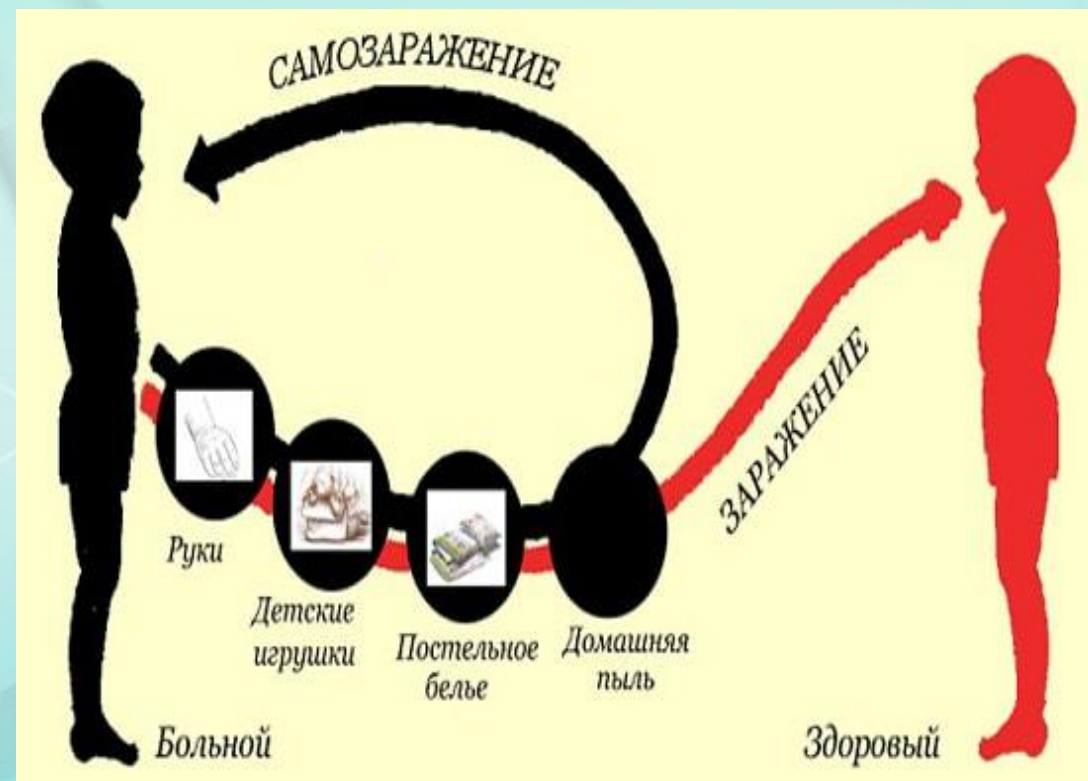 САМОЗАРАЖЕНИЕ
ЗАРАЖЕНИЕ
Руки
Детские
игрушки
Постельное
белье
Домашняя
пыль
Больной
Здоровый